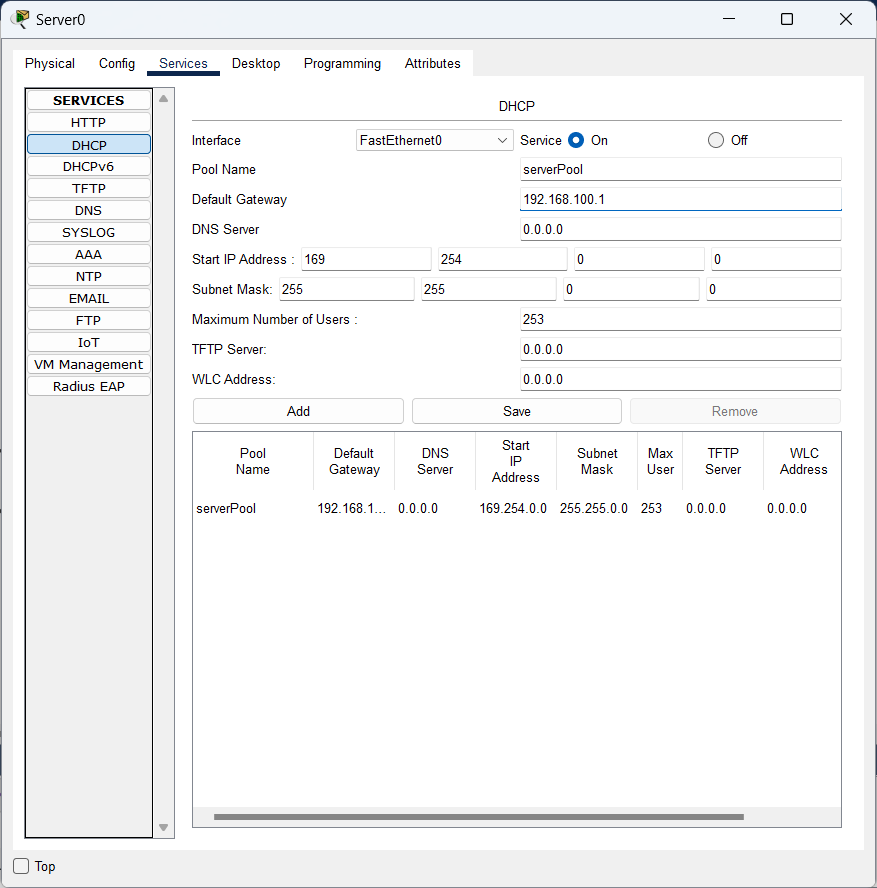 Server0
Physical Config Services Desktop Programming Attributes
SERVICES
HTTP
DHCP
DHCPv6
TFTP
DNS
SYSLOG
AAA
NTP
EMAIL
FTP
IoT
VM Management
Radius EAP
DHCP
Interface FastEthernet0 Service On Off
Pool Name serverPool
Default Gateway 192.168.100.1
DNS Server 0.0.0.0
Start IP Address : 169 254 0 0
Subnet Mask: 255 255 0 0
Maximum Number of Users : 253
TFTP Server: 0.0.0.0
WLC Address: 0.0.0.0
Add Save Remove
Pool Name Default Gateway DNS Server Start IP Address Subnet Mask Max User TFTP Server WLC Address
serverPool 192.168.1... 0.0.0.0 169.254.0.0 255.255.0.0 253 0.0.0.0 0.0.0.0
Top